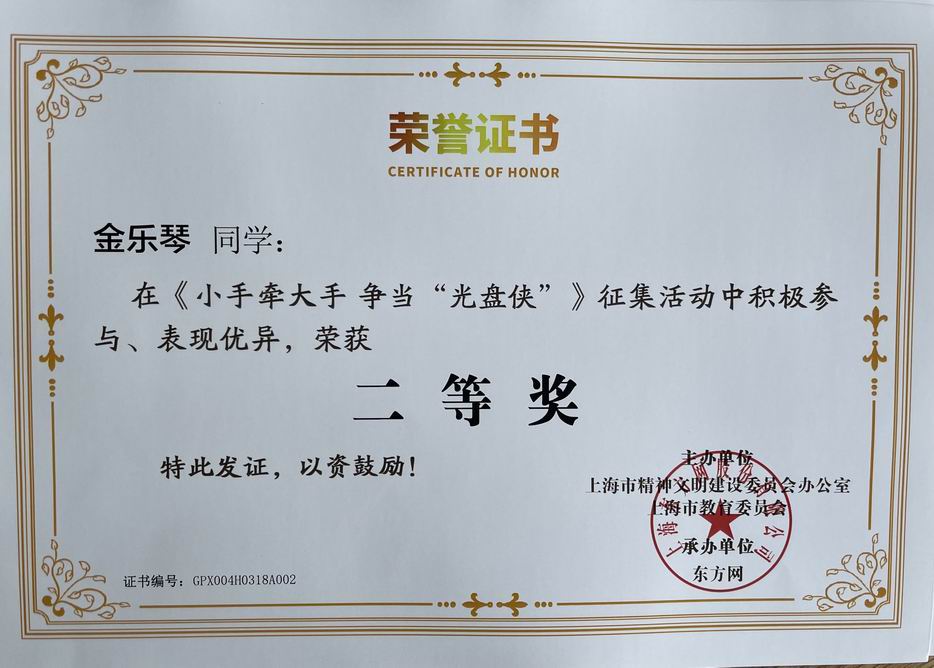 荣誉证书
CERTIFICATE OF HONOR
金乐琴 同学：
在《小手牵大手 争当“光盘侠”》征集活动中积极参
与、表现优异，荣获
二等奖
特此发证，以资鼓励！
主办单位
上海市精神文明建设委员会办公室
上海市教育委员会
承办单位
东方网
证书编号：GPX004H0318A002